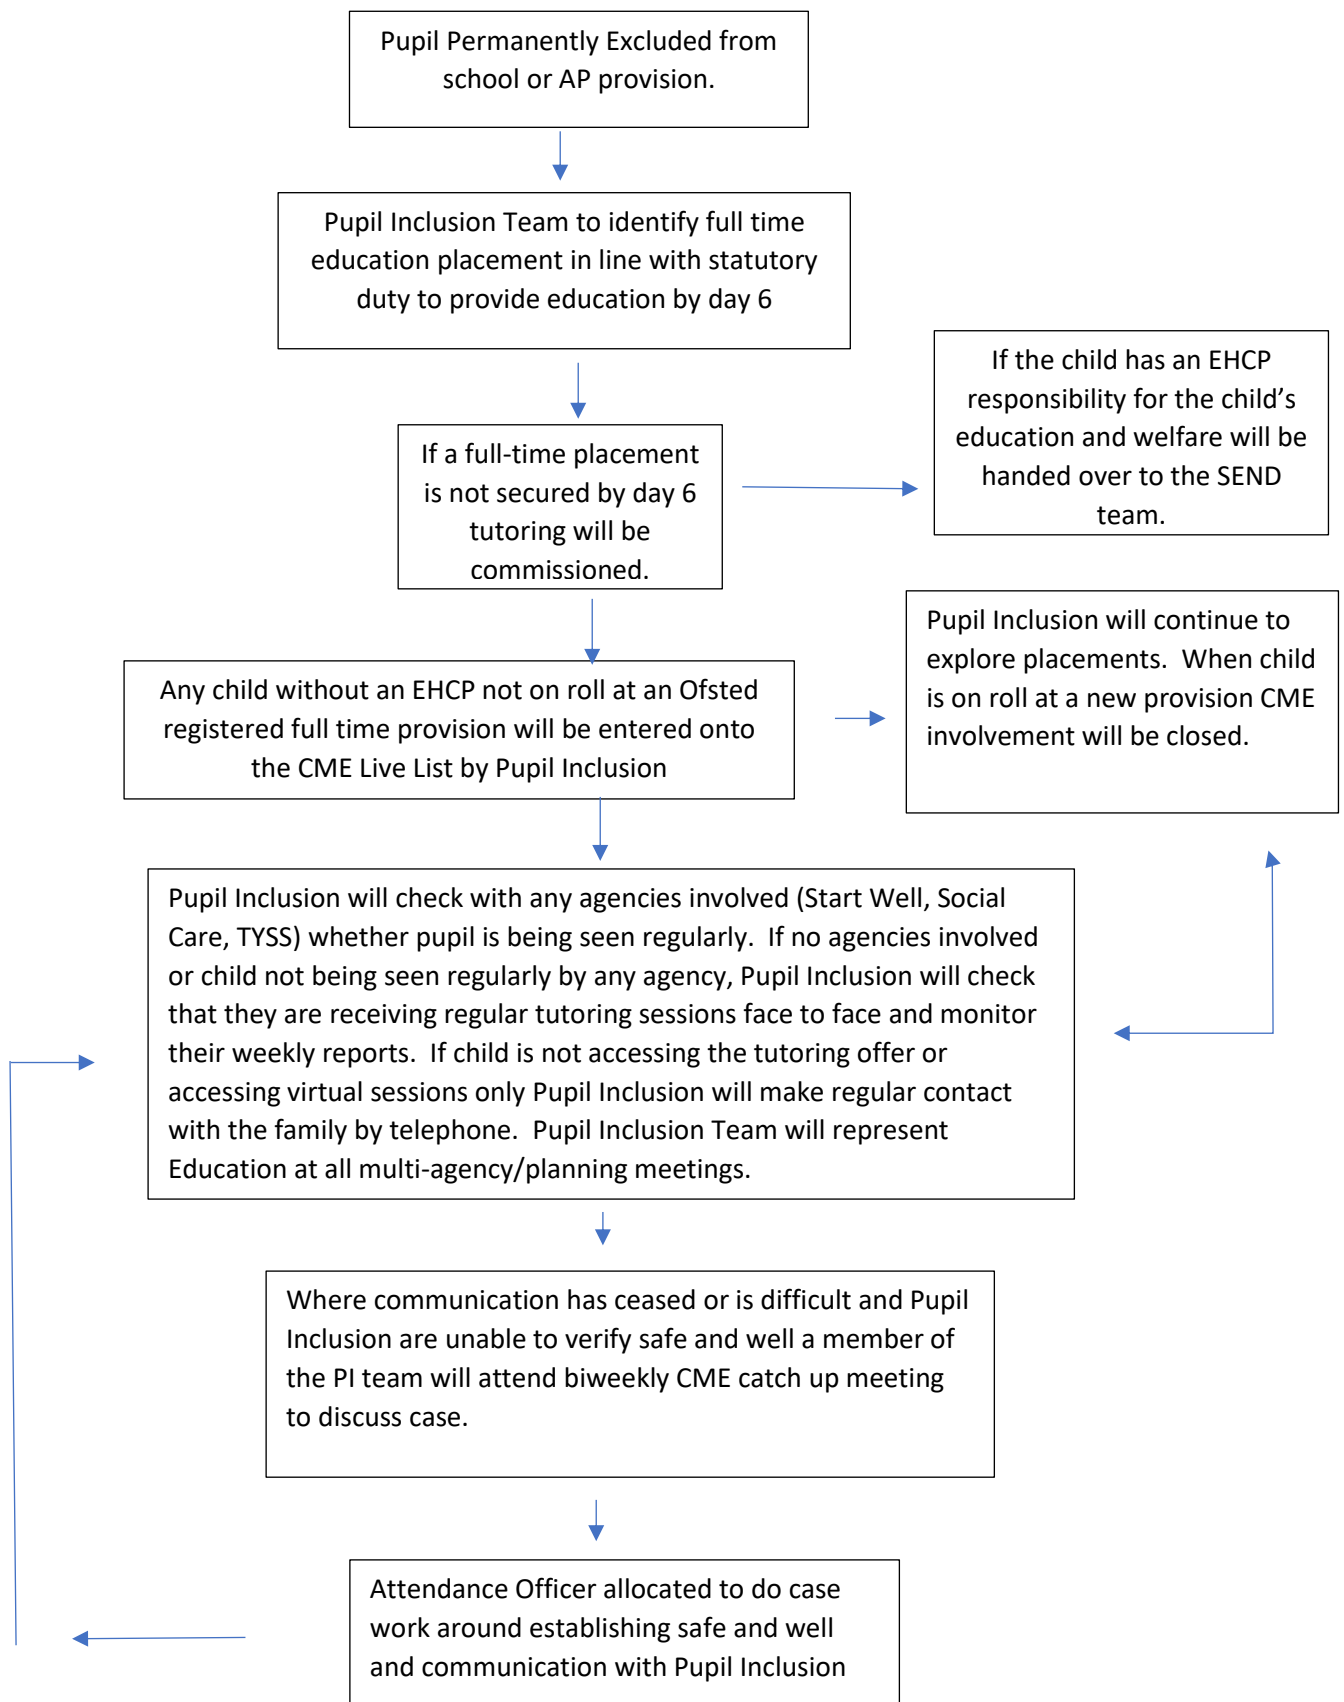 Pupil Permanently Excluded from
school or AP provision.
Pupil Inclusion Team to identify full time
education placement in line with statutory
duty to provide education by day 6
If the child has an EHCP
responsibility for the child’s
education and welfare will be
handed over to the SEND
team.
If a full-time placement
is not secured by day 6
tutoring will be
commissioned.
Pupil Inclusion will continue to
explore placements.  When child
is on roll at a new provision CME
involvement will be closed.
Any child without an EHCP not on roll at an Ofsted
registered full time provision will be entered onto
the CME Live List by Pupil Inclusion
Pupil Inclusion will check with any agencies involved (Start Well, Social
Care, TYSS) whether pupil is being seen regularly.  If no agencies involved
or child not being seen regularly by any agency, Pupil Inclusion will check
that they are receiving regular tutoring sessions face to face and monitor
their weekly reports.  If child is not accessing the tutoring offer or
accessing virtual sessions only Pupil Inclusion will make regular contact
with the family by telephone.  Pupil Inclusion Team will represent
Education at all multi-agency/planning meetings.
Where communication has ceased or is difficult and Pupil
Inclusion are unable to verify safe and well a member of
the PI team will attend biweekly CME catch up meeting
to discuss case.
Attendance Officer allocated to do case
work around establishing safe and well
and communication with Pupil Inclusion